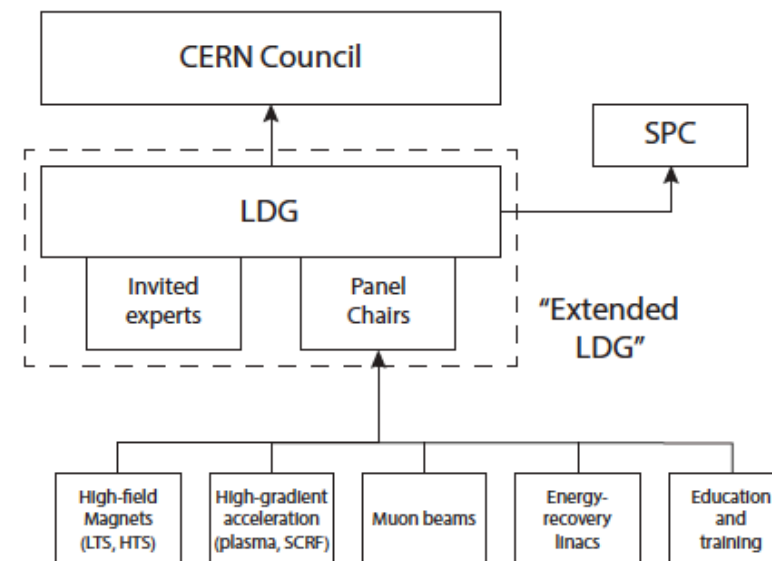 CERN Council
SPC
LDG
Invited
experts
Panel
Chairs
“Extended
LDG”
High-field
Magnets
(LTS, HTS)
High-gradient
acceleration
(plasma, SCRF)
Muon beams
Energy-
recovery
linacs
Education
and
training